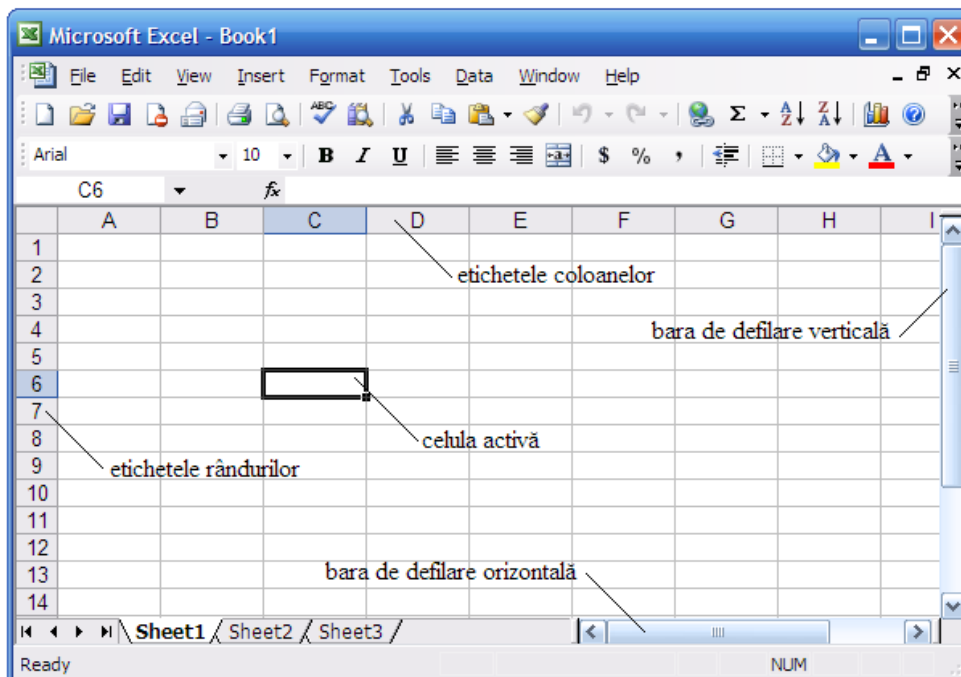 Microsoft Excel - Book1
File Edit View Insert Format Tools Data Window Help
ABC Σ A Z Z A
Arial 10 B I U a $ % , A
C6 fx
A B C D E F G H I
1
2 etichetele coloanelor
3
4 bara de defilare verticală
5
6
7
8 celula activă
9 etichetele rândurilor
10
11
12
13 bara de defilare orizontală
14
Sheet1 Sheet2 Sheet3
Ready NUM